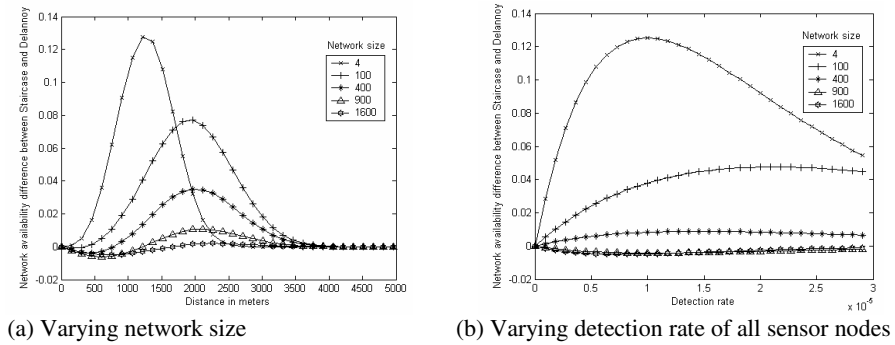 Network availability difference between Staircase and Delannoy
0.14
0.12
0.1
0.08
0.06
0.04
0.02
0
-0.02
Network size
4
100
400
900
1600
0 500 1000 1500 2000 2500 3000 3500 4000 4500 5000
Distance in meters
(a) Varying network size
Network availability difference between Staircase and Delannoy
0.14
0.12
0.1
0.08
0.06
0.04
0.02
0
-0.02
Network size
4
100
400
900
1600
0 0.5 1 1.5 2 2.5 3
Detection rate
x 10⁻⁵
(b) Varying detection rate of all sensor nodes